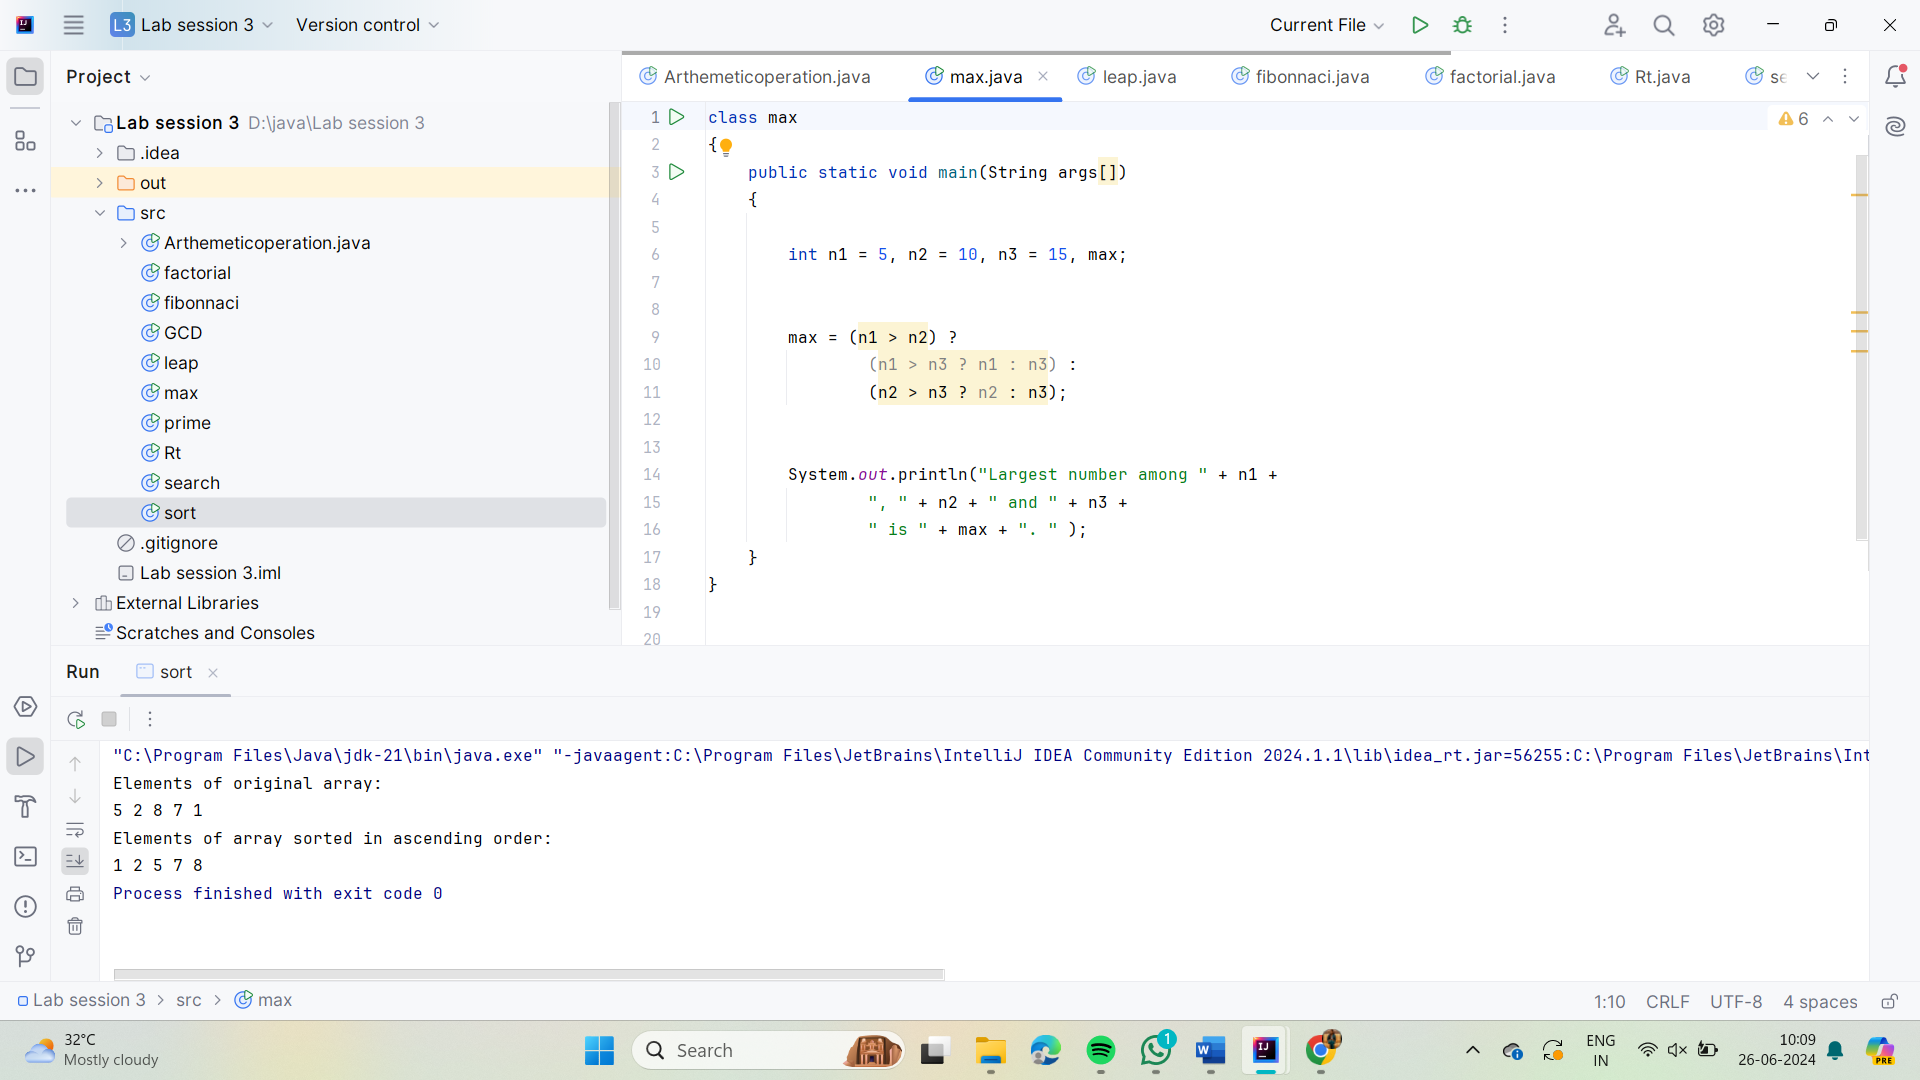 L3 Lab session 3 Version control Current File
Project
Arthemeticoperation.java max.java leap.java fibonnaci.java factorial.java Rt.java se
Lab session 3 D:\java\Lab session 3
.idea
out
src
Arthemeticoperation.java
factorial
fibonnaci
GCD
leap
max
prime
Rt
search
sort
.gitignore
Lab session 3.iml
External Libraries
Scratches and Consoles
6
1 class max
2 {
3 public static void main(String args[])
4 {
5
6 int n1 = 5, n2 = 10, n3 = 15, max;
7
8
9 max = (n1 > n2) ?
10 (n1 > n3 ? n1 : n3) :
11 (n2 > n3 ? n2 : n3);
12
13
14 System.out.println("Largest number among " + n1 +
15 ", " + n2 + " and " + n3 +
16 " is " + max + ". " );
17 }
18 }
19
20
Run sort
"C:\Program Files\Java\jdk-21\bin\java.exe" "-javaagent:C:\Program Files\JetBrains\IntelliJ IDEA Community Edition 2024.1.1\lib\idea_rt.jar=56255:C:\Program Files\JetBrains\Int
Elements of original array:
5 2 8 7 1
Elements of array sorted in ascending order:
1 2 5 7 8
Process finished with exit code 0
Lab session 3 > src > max 1:10 CRLF UTF-8 4 spaces
32°C
Mostly cloudy
Search
1
ENG
IN
10:09
26-06-2024
PRE